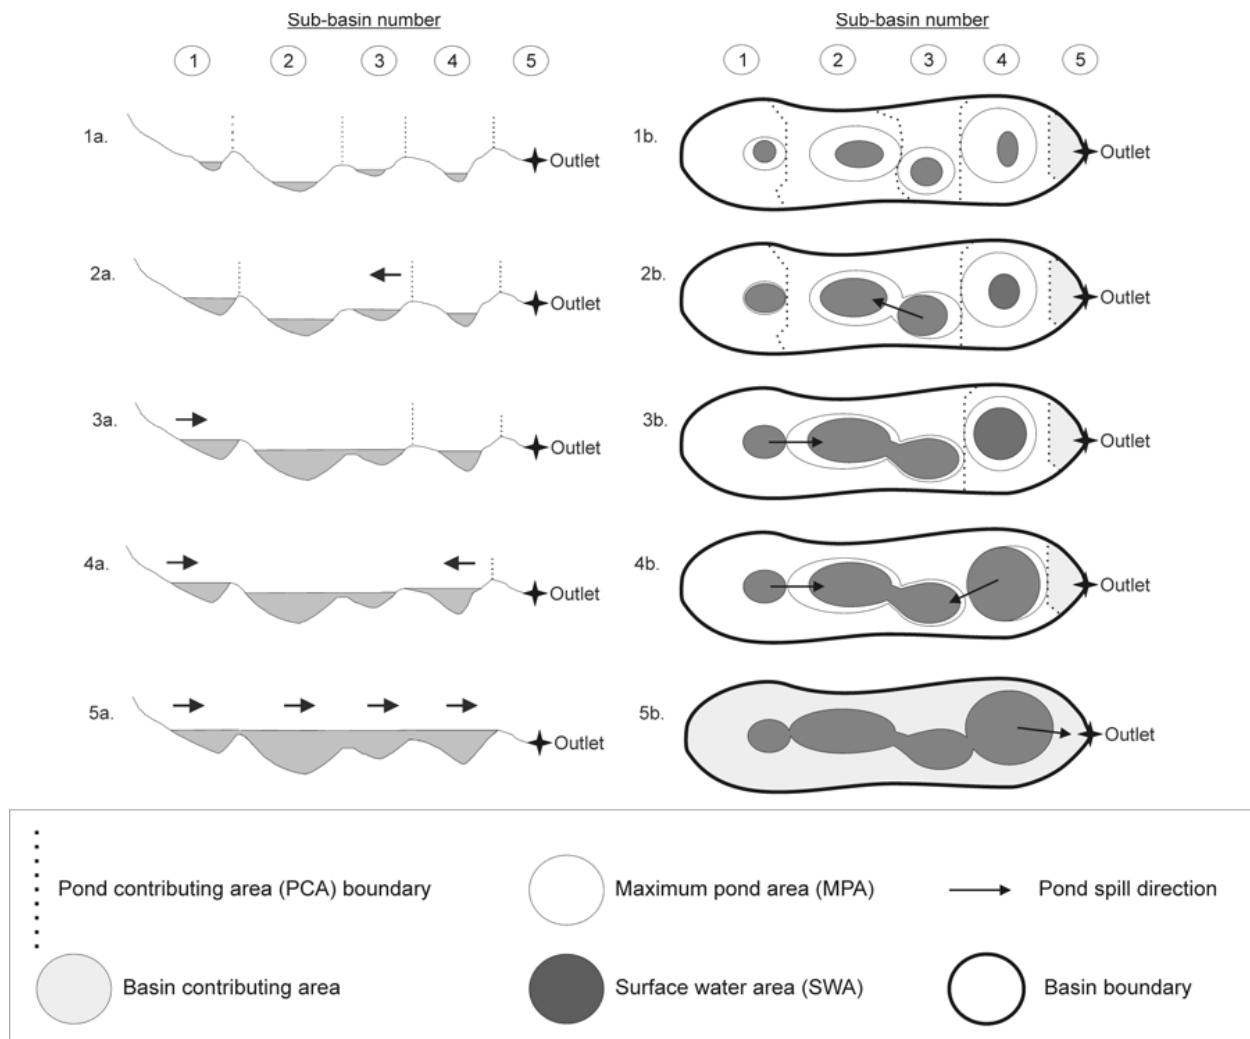 Sub-basin number Sub-basin number
1 2 3 4 5 1 2 3 4 5
1a. Outlet 1b. Outlet
2a. Outlet 2b. Outlet
3a. Outlet 3b. Outlet
4a. Outlet 4b. Outlet
5a. Outlet 5b. Outlet
Pond contributing area (PCA) boundary Maximum pond area (MPA) Pond spill direction
Basin contributing area Surface water area (SWA) Basin boundary